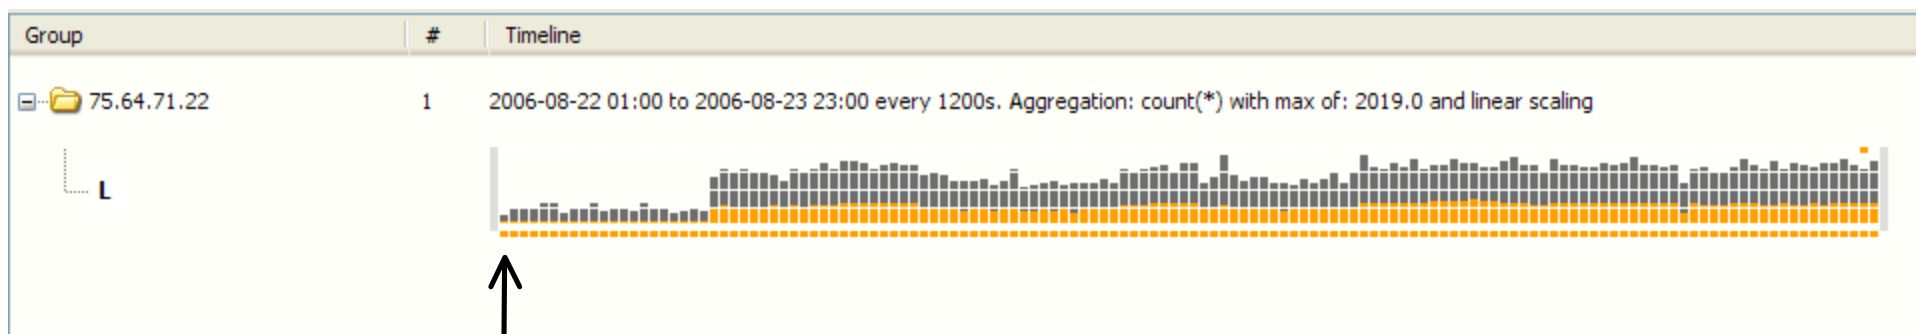 Group # Timeline
75.64.71.22 1 2006-08-22 01:00 to 2006-08-23 23:00 every 1200s. Aggregation: count(*) with max of: 2019.0 and linear scaling
L